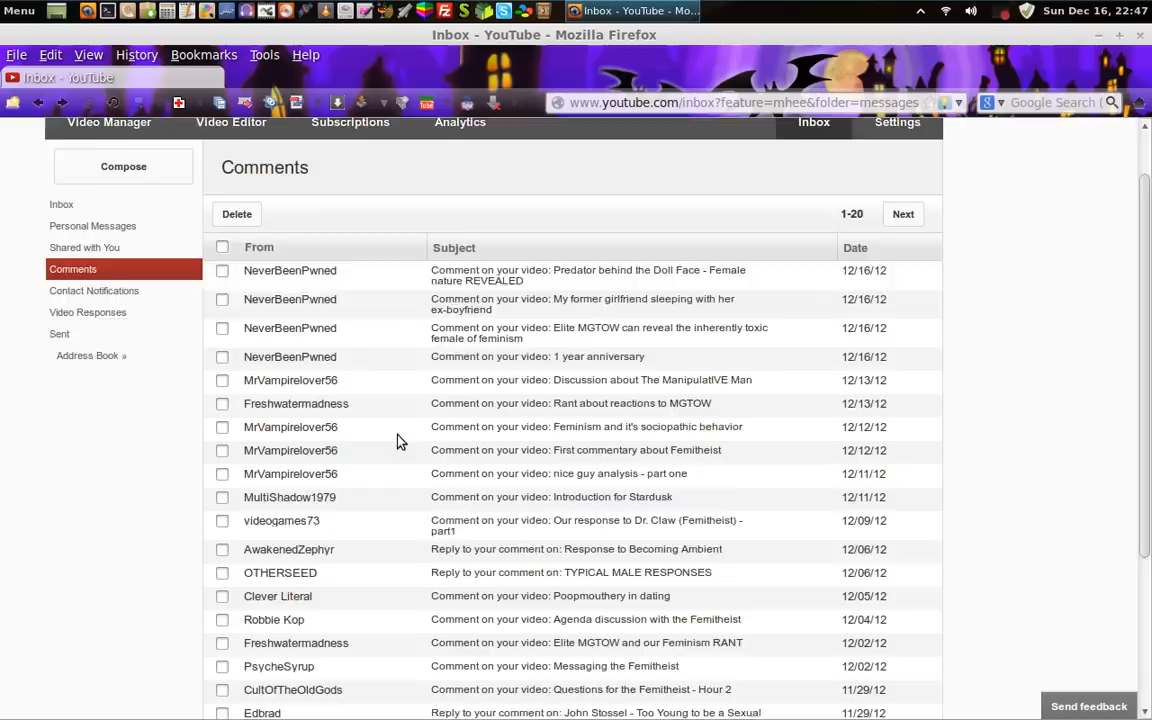 Menu
Inbox - YouTube - Mo...
Sun Dec 16, 22:47
Inbox - YouTube - Mozilla Firefox
File Edit View History Bookmarks Tools Help
Inbox - YouTube
www.youtube.com/inbox?feature=mhee&folder=messages
Google Search (
Video Manager Video Editor Subscriptions Analytics Inbox Settings
Compose
Comments
Inbox
Personal Messages
Shared with You
Comments
Contact Notifications
Video Responses
Sent
Address Book »
Delete 1-20 Next
From Subject Date
NeverBeenPwned Comment on your video: Predator behind the Doll Face - Female 12/16/12
nature REVEALED
NeverBeenPwned Comment on your video: My former girlfriend sleeping with her 12/16/12
ex-boyfriend
NeverBeenPwned Comment on your video: Elite MGTOW can reveal the inherently toxic 12/16/12
female of feminism
NeverBeenPwned Comment on your video: 1 year anniversary 12/16/12
MrVampirelover56 Comment on your video: Discussion about The ManipulatIVE Man 12/13/12
Freshwatermadness Comment on your video: Rant about reactions to MGTOW 12/13/12
MrVampirelover56 Comment on your video: Feminism and it's sociopathic behavior 12/12/12
MrVampirelover56 Comment on your video: First commentary about Femitheist 12/12/12
MrVampirelover56 Comment on your video: nice guy analysis - part one 12/11/12
MultiShadow1979 Comment on your video: Introduction for Stardusk 12/11/12
videogames73 Comment on your video: Our response to Dr. Claw (Femitheist) - 12/09/12
part1
AwakenedZephyr Reply to your comment on: Response to Becoming Ambient 12/06/12
OTHERSEED Reply to your comment on: TYPICAL MALE RESPONSES 12/06/12
Clever Literal Comment on your video: Poopmouthery in dating 12/05/12
Robbie Kop Comment on your video: Agenda discussion with the Femitheist 12/04/12
Freshwatermadness Comment on your video: Elite MGTOW and our Feminism RANT 12/02/12
PsycheSyrup Comment on your video: Messaging the Femitheist 12/02/12
CultOfTheOldGods Comment on your video: Questions for the Femitheist - Hour 2 11/29/12
Edbrad Comment on your video: John Stossel - Too Young to be a Sexual 11/29/12
Send feedback